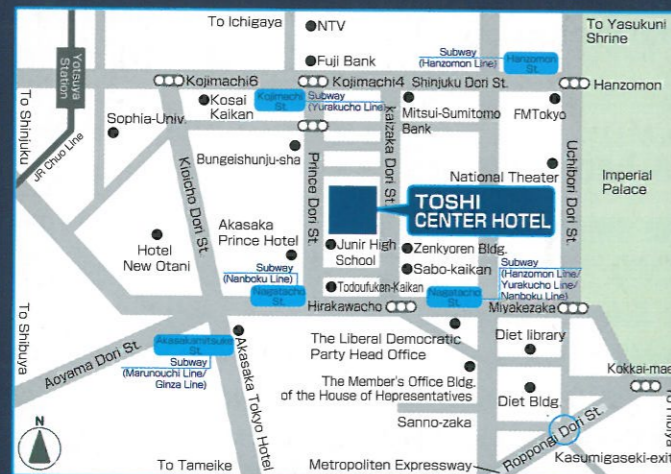 To Ichigaya
NTV
To Yasukuni
Shrine
Fuji Bank
Subway
(Hanzomon Line)
Hanzomon
St.
Yotsuya
Station
Kojimachi6
Kojimachi4
Shinjuku Dori St.
Hanzomon
To Shinjuku
Kosai
Kaikan
Kojimachi
St.
Subway
(Yurakucho Line)
Mitsui-Sumitomo
Bank
FMTokyo
JR Chuo Line
Sophia-Univ.
Bungeishunju-sha
Kaizaka Dori St.
Prince Dori St.
Kioicho Dori St.
Uchibori Dori St.
National Theater
Imperial
Palace
TOSHI
CENTER HOTEL
Akasaka
Prince Hotel
Hotel
New Otani
Junir High
School
Zenkyoren Bldg.
Sabo-kaikan
Subway
(Nanboku Line)
Nagatacho
St.
Todoufuken-Kaikan
Hirakawacho
Nagatacho
St.
Subway
(Hanzomon Line/
Yurakucho Line/
Nanboku Line)
Miyakezaka
To Shibuya
Aoyama Dori St.
Akasakamitsuke
St.
Subway
(Marunouchi Line/
Ginza Line)
Akasaka Tokyo Hotel
The Liberal Democratic
Party Head Office
Diet library
Kokkai-mae
The Member's Office Bldg.
of the House of Representatives
Diet Bldg.
Sanno-zaka
Roppongi Dori St.
N
To Tameike
Metropoliten Expressway
Kasumigaseki-exit